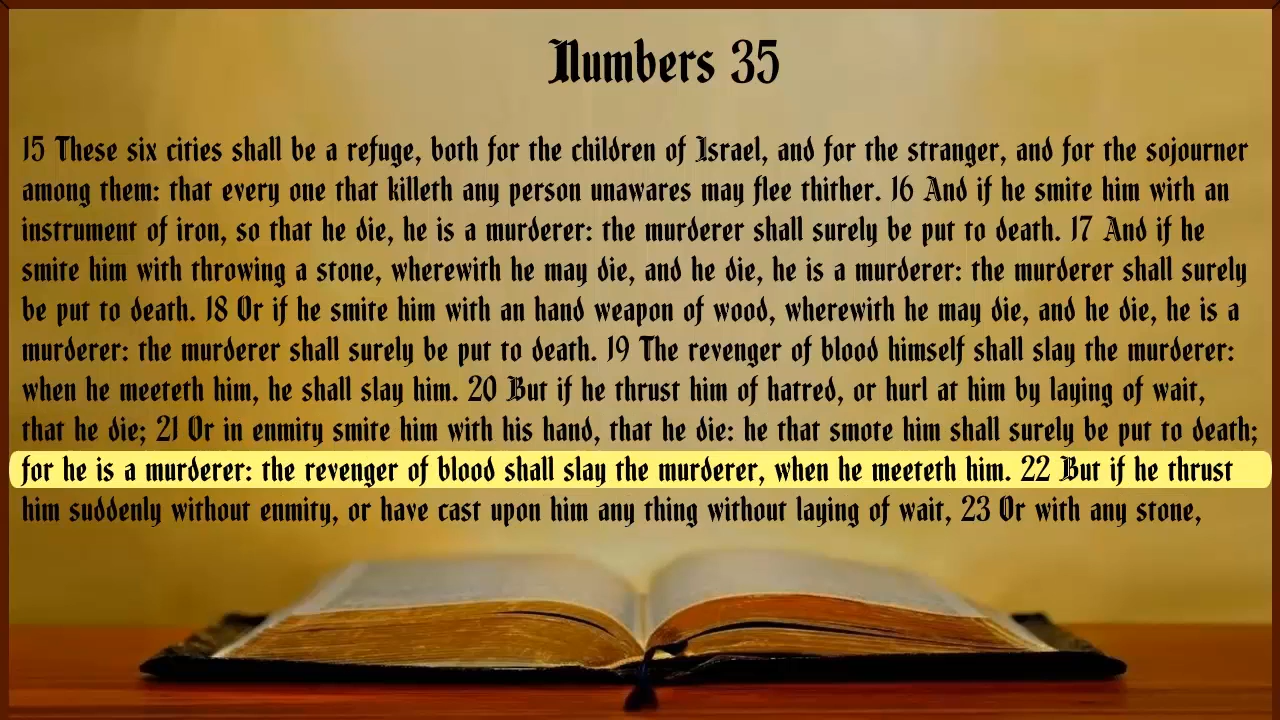 Numbers 35
15 These six cities shall be a refuge, both for the children of Israel, and for the stranger, and for the sojourner
among them: that every one that killeth any person unawares may flee thither. 16 And if he smite him with an
instrument of iron, so that he die, he is a murderer: the murderer shall surely be put to death. 17 And if he
smite him with throwing a stone, wherewith he may die, and he die, he is a murderer: the murderer shall surely
be put to death. 18 Or if he smite him with an hand weapon of wood, wherewith he may die, and he die, he is a
murderer: the murderer shall surely be put to death. 19 The revenger of blood himself shall slay the murderer:
when he meeteth him, he shall slay him. 20 But if he thrust him of hatred, or hurl at him by laying of wait,
that he die; 21 Or in enmity smite him with his hand, that he die: he that smote him shall surely be put to death;
for he is a murderer: the revenger of blood shall slay the murderer, when he meeteth him. 22 But if he thrust
him suddenly without enmity, or have cast upon him any thing without laying of wait, 23 Or with any stone,